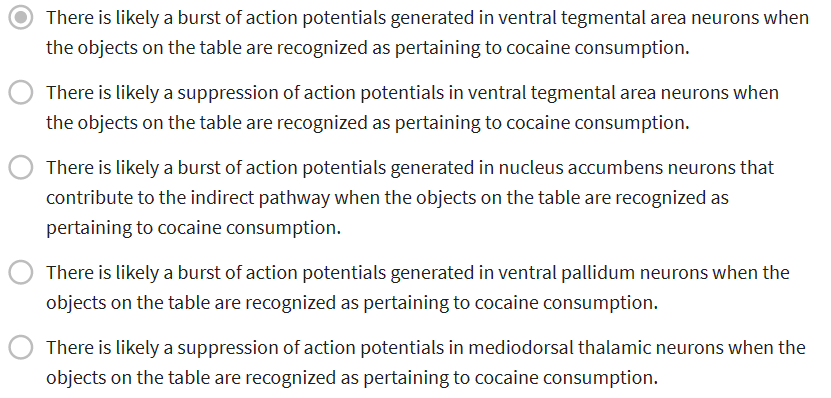 There is likely a burst of action potentials generated in ventral tegmental area neurons when
the objects on the table are recognized as pertaining to cocaine consumption.
There is likely a suppression of action potentials in ventral tegmental area neurons when
the objects on the table are recognized as pertaining to cocaine consumption.
There is likely a burst of action potentials generated in nucleus accumbens neurons that
contribute to the indirect pathway when the objects on the table are recognized as
pertaining to cocaine consumption.
There is likely a burst of action potentials generated in ventral pallidum neurons when the
objects on the table are recognized as pertaining to cocaine consumption.
There is likely a suppression of action potentials in mediodorsal thalamic neurons when the
objects on the table are recognized as pertaining to cocaine consumption.